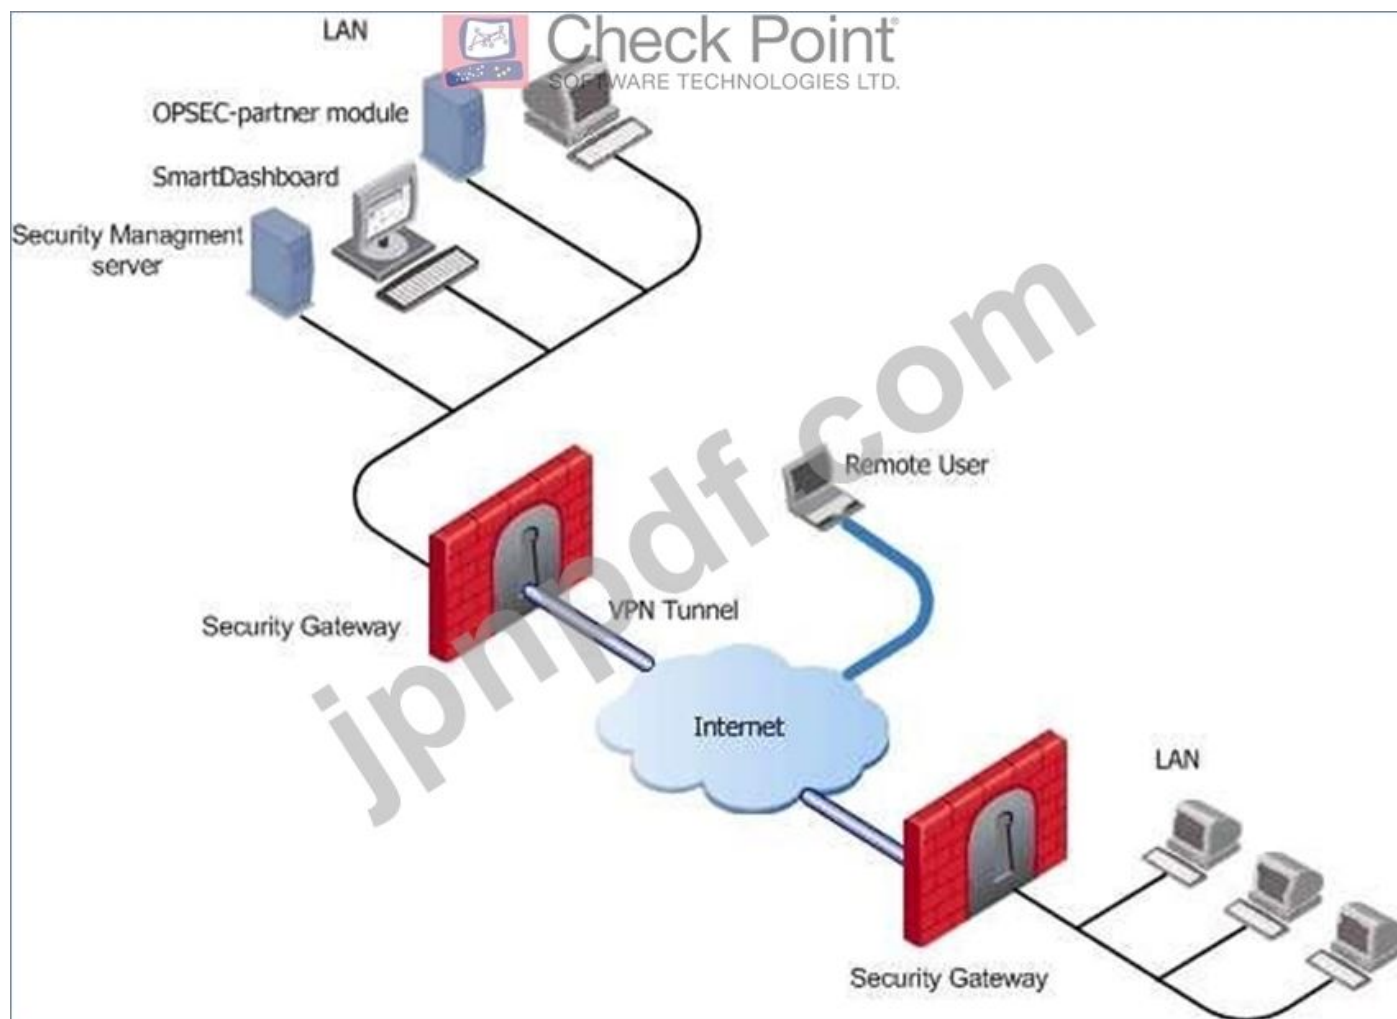 LAN
Check Point
SOFTWARE TECHNOLOGIES LTD.
OPSEC-partner module
SmartDashboard
Security Managment
server
Remote User
VPN Tunnel
Security Gateway
Internet
LAN
Security Gateway
jpnpdf.com